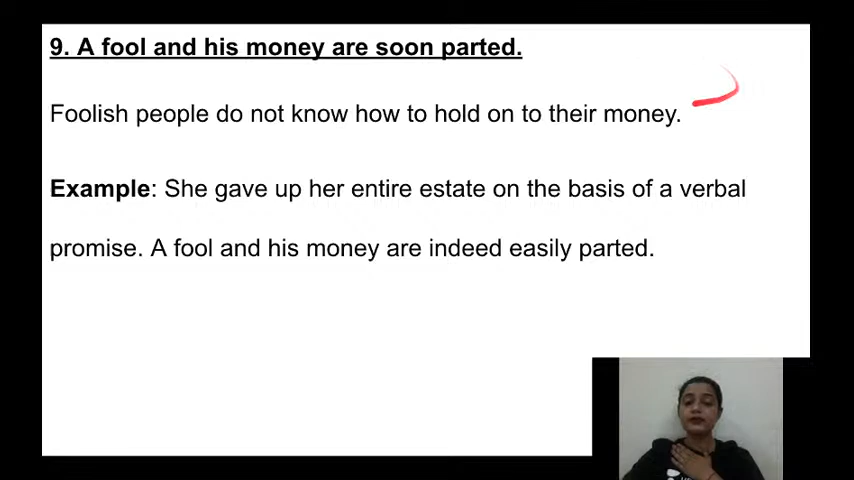 9. A fool and his money are soon parted.
Foolish people do not know how to hold on to their money.
Example: She gave up her entire estate on the basis of a verbal
promise. A fool and his money are indeed easily parted.